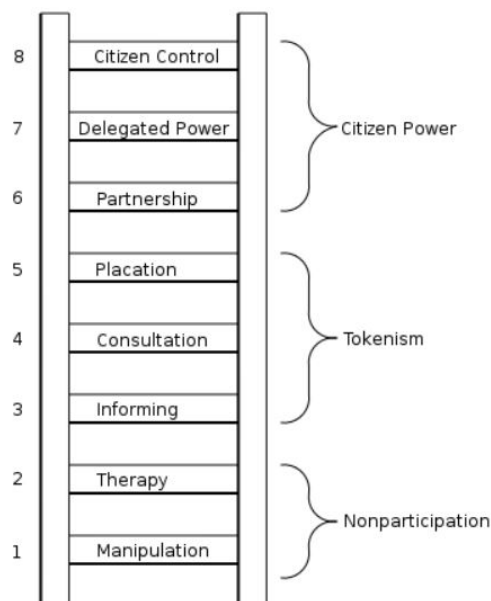 8 Citizen Control
7 Delegated Power
Citizen Power
6 Partnership
5 Placation
4 Consultation
Tokenism
3 Informing
2 Therapy
Nonparticipation
1 Manipulation